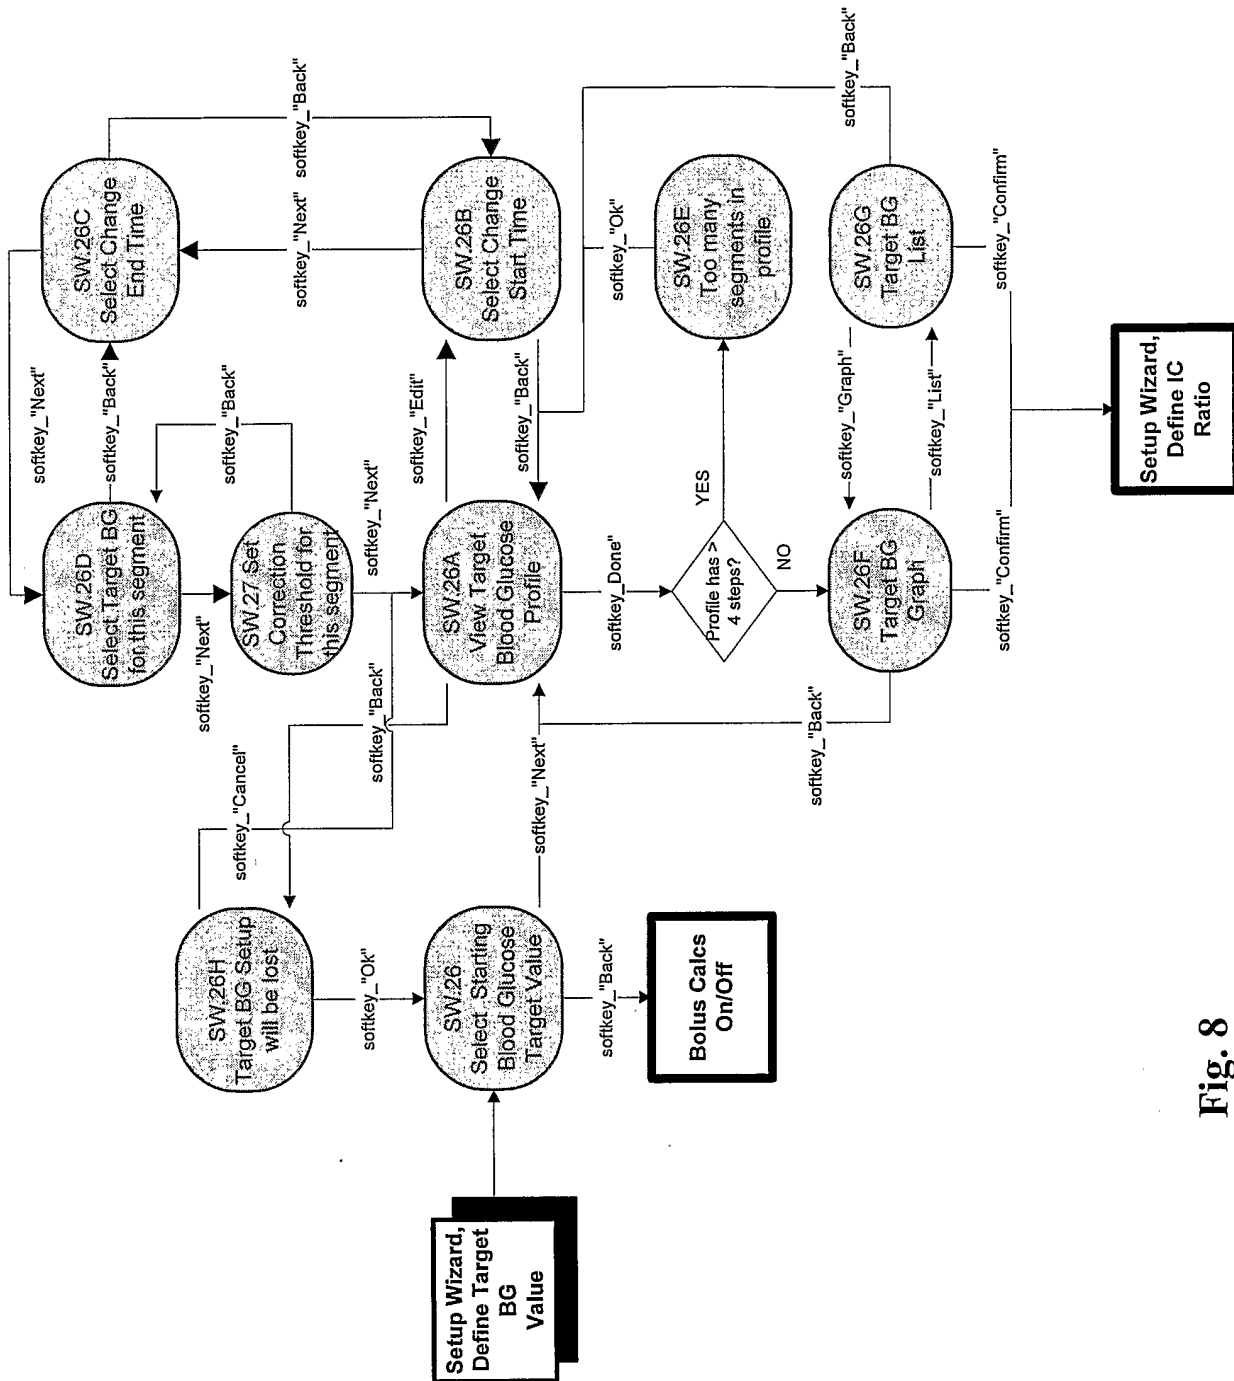 Setup Wizard,
Define Target
BG
Value
SW.26H
Target BG Setup
will be lost
softkey_"Cancel"
softkey_"Ok"
SW.26
Select Starting
Blood Glucose
Target Value
softkey_"Back"
softkey_"Next"
Bolus Calcs
On/Off
SW.26D
Select Target BG
for this segment
softkey_"Next"
softkey_"Back"
softkey_"Next"
SW.27 Set
Correction
Threshold for
this segment
softkey_"Back"
softkey_"Next"
softkey_"Back"
SW.26A
View Target
Blood Glucose
Profile
softkey_"Edit"
softkey_"Back"
softkey_Done"
Profile has >
4 steps?
YES
NO
SW.26F
Target BG
Graph
softkey_"Back"
softkey_"Graph"
softkey_"List"
softkey_"Confirm"
SW.26C
Select Change
End Time
softkey_"Back"
softkey_"Next"
SW.26B
Select Change
Start Time
softkey_"Ok"
SW.26E
Too many
segments in
profile
softkey_"Back"
SW.26G
Target BG
List
softkey_"Confirm"
Setup Wizard,
Define IC
Ratio
Fig. 8